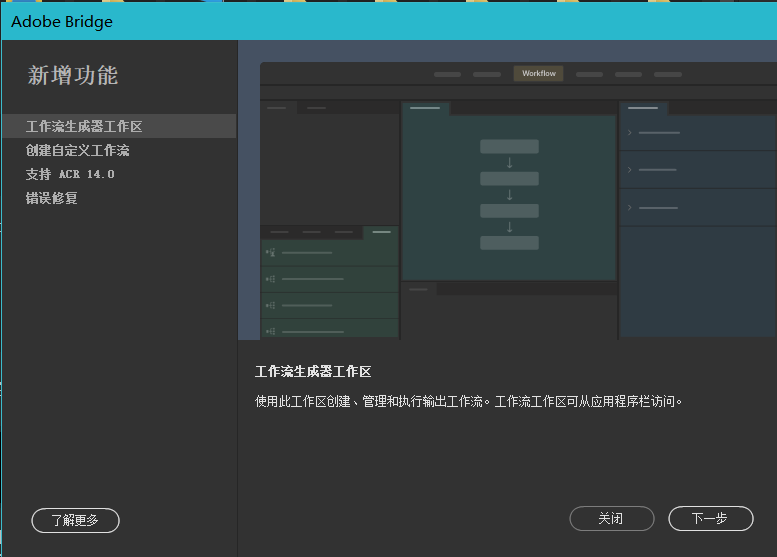 Adobe Bridge
新增功能
工作流生成器工作区
创建自定义工作流
支持 ACR 14.0
错误修复
Workflow
工作流生成器工作区
使用此工作区创建、管理和执行输出工作流。工作流工作区可从应用程序栏访问。
了解更多
关闭
下一步